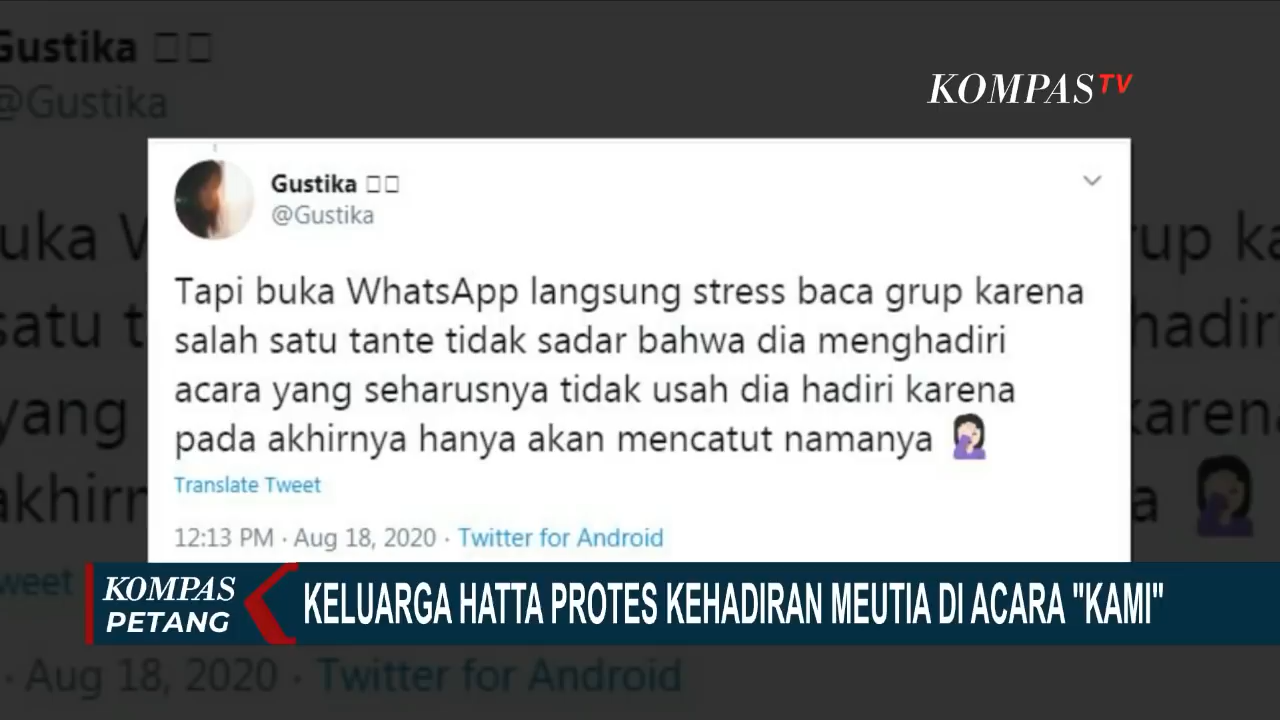 KOMPAS TV
Gustika
@Gustika
Tapi buka WhatsApp langsung stress baca grup karena
salah satu tante tidak sadar bahwa dia menghadiri
acara yang seharusnya tidak usah dia hadiri karena
pada akhirnya hanya akan mencatut namanya 🤦🏻‍♀️
Translate Tweet
12:13 PM · Aug 18, 2020 · Twitter for Android
KOMPAS
PETANG
KELUARGA HATTA PROTES KEHADIRAN MEUTIA DI ACARA "KAMI"
Gustika
@Gustika
· Aug 18, 2020 · Twitter for Android